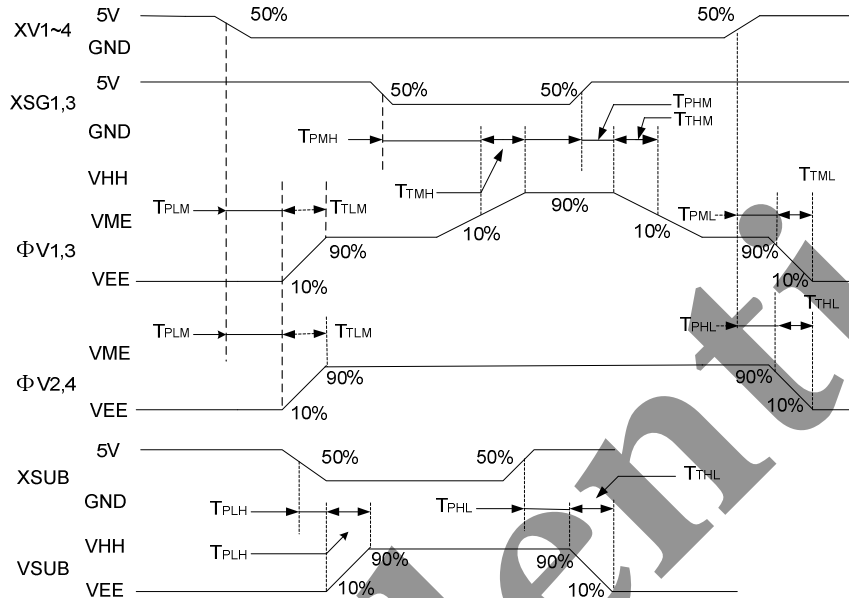 5V 50% 50%
XV1~4
GND
5V
50% 50%
XSG1,3
TPHM
GND
TTHM
TPMH
VHH
TTMH
TTML
90%
TPLM TTLM
VME
TPML
10% 10%
90% 90%
ΦV1,3
VEE
10% 10%
TTHL
TPLM TTLM
TPHL
VME
90% 90%
ΦV2,4
VEE
10% 10%
5V
50% 50%
XSUB
TTHL
GND
TPLH TPHL
VHH
TPLH
90% 90%
VSUB
VEE
10% 10%
enti